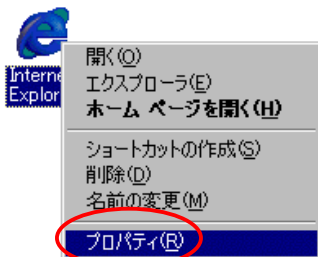 Interne
Explor
開く(O)
エクスプローラ(E)
ホーム ページを開く(H)
ショートカットの作成(S)
削除(D)
名前の変更(M)
プロパティ(R)